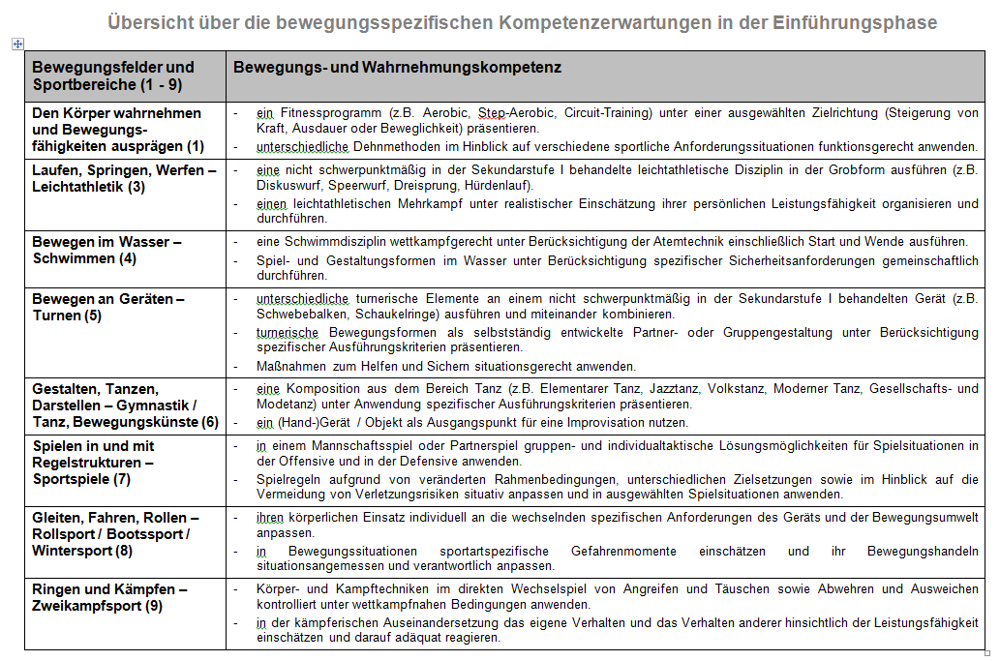 Übersicht über die bewegungsspezifischen Kompetenzerwartungen in der Einführungsphase
Bewegungsfelder und
Sportbereiche (1 - 9)
Bewegungs- und Wahrnehmungskompetenz
Den Körper wahrnehmen
und Bewegungs-
fähigkeiten ausprägen (1)
- ein Fitnessprogramm (z.B. Aerobic, Step-Aerobic, Circuit-Training) unter einer ausgewählten Zielrichtung (Steigerung von
Kraft, Ausdauer oder Beweglichkeit) präsentieren.
- unterschiedliche Dehnmethoden im Hinblick auf verschiedene sportliche Anforderungssituationen funktionsgerecht anwenden.
Laufen, Springen, Werfen –
Leichtathletik (3)
- eine nicht schwerpunktmäßig in der Sekundarstufe I behandelte leichtathletische Disziplin in der Grobform ausführen (z.B.
Diskuswurf, Speerwurf, Dreisprung, Hürdenlauf).
- einen leichtathletischen Mehrkampf unter realistischer Einschätzung ihrer persönlichen Leistungsfähigkeit organisieren und
durchführen.
Bewegen im Wasser –
Schwimmen (4)
- eine Schwimmdisziplin wettkampfgerecht unter Berücksichtigung der Atemtechnik einschließlich Start und Wende ausführen.
- Spiel- und Gestaltungsformen im Wasser unter Berücksichtigung spezifischer Sicherheitsanforderungen gemeinschaftlich
durchführen.
Bewegen an Geräten –
Turnen (5)
- unterschiedliche turnerische Elemente an einem nicht schwerpunktmäßig in der Sekundarstufe I behandelten Gerät (z.B.
Schwebebalken, Schaukelringe) ausführen und miteinander kombinieren.
- turnerische Bewegungsformen als selbstständig entwickelte Partner- oder Gruppengestaltung unter Berücksichtigung
spezifischer Ausführungskriterien präsentieren.
- Maßnahmen zum Helfen und Sichern situationsgerecht anwenden.
Gestalten, Tanzen,
Darstellen – Gymnastik /
Tanz, Bewegungskünste (6)
- eine Komposition aus dem Bereich Tanz (z.B. Elementarer Tanz, Jazztanz, Volkstanz, Moderner Tanz, Gesellschafts- und
Modetanz) unter Anwendung spezifischer Ausführungskriterien präsentieren.
- ein (Hand-)Gerät / Objekt als Ausgangspunkt für eine Improvisation nutzen.
Spielen in und mit
Regelstrukturen –
Sportspiele (7)
- in einem Mannschaftsspiel oder Partnerspiel gruppen- und individualtaktische Lösungsmöglichkeiten für Spielsituationen in
der Offensive und in der Defensive anwenden.
- Spielregeln aufgrund von veränderten Rahmenbedingungen, unterschiedlichen Zielsetzungen sowie im Hinblick auf die
Vermeidung von Verletzungsrisiken situativ anpassen und in ausgewählten Spielsituationen anwenden.
Gleiten, Fahren, Rollen –
Rollsport / Bootssport /
Wintersport (8)
- ihren körperlichen Einsatz individuell an die wechselnden spezifischen Anforderungen des Geräts und der Bewegungsumwelt
anpassen.
- in Bewegungssituationen sportartspezifische Gefahrenmomente einschätzen und ihr Bewegungshandeln
situationsangemessen und verantwortlich anpassen.
Ringen und Kämpfen –
Zweikampfsport (9)
- Körper- und Kampftechniken im direkten Wechselspiel von Angreifen und Täuschen sowie Abwehren und Ausweichen
kontrolliert unter wettkampfnahen Bedingungen anwenden.
- in der kämpferischen Auseinandersetzung das eigene Verhalten und das Verhalten anderer hinsichtlich der Leistungsfähigkeit
einschätzen und darauf adäquat reagieren.